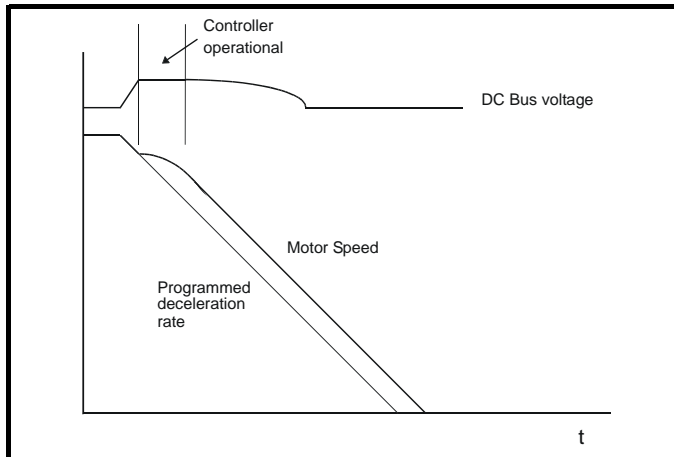 Controller
operational
DC Bus voltage
Motor Speed
Programmed
deceleration
rate
t